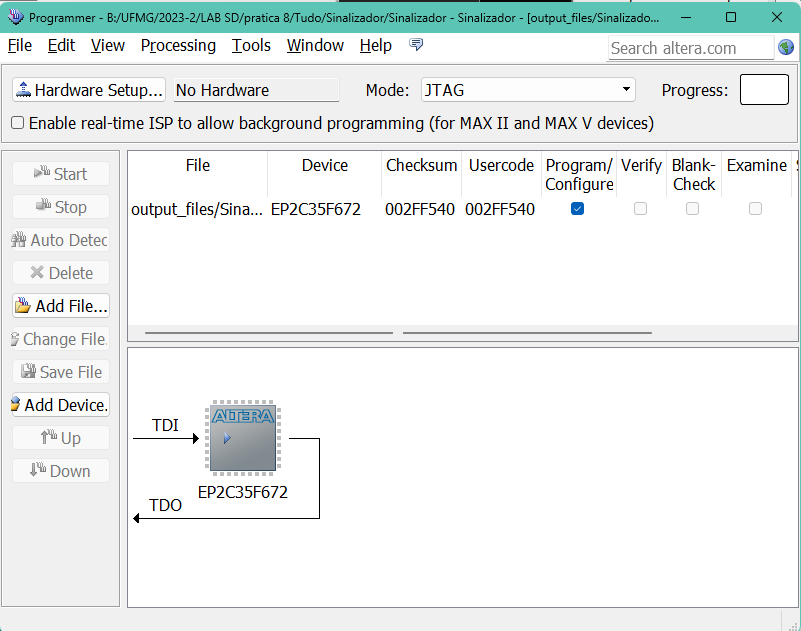 Programmer - B:/UFMG/2023-2/LAB SD/pratica 8/Tudo/Sinalizador/Sinalizador - Sinalizador - [output_files/Sinalizado...
File Edit View Processing Tools Window Help
Search altera.com
Hardware Setup... No Hardware Mode: JTAG Progress:
Enable real-time ISP to allow background programming (for MAX II and MAX V devices)
Start
Stop
Auto Detec
Delete
Add File...
Change File.
Save File
Add Device.
Up
Down
File Device Checksum Usercode Program/ Verify Blank- Examine
Configure Check
output_files/Sina... EP2C35F672 002FF540 002FF540
ALTERA
TDI
EP2C35F672
TDO